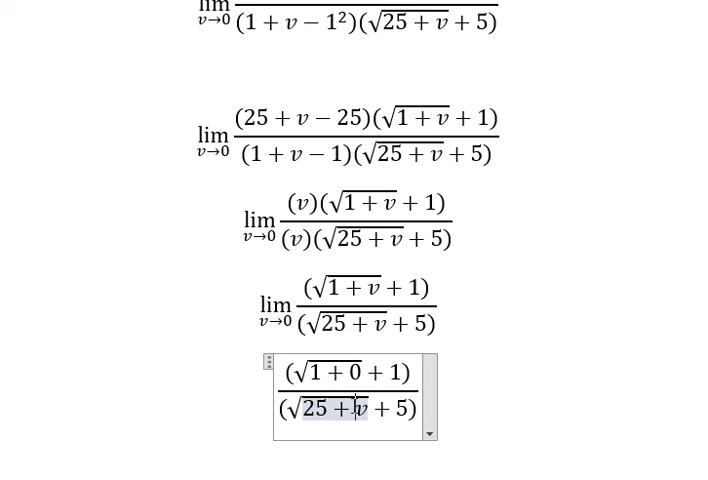 lim v→0 (1 + v − 1²)(√25 + v + 5)
lim v→0 (25 + v − 25)(√1 + v + 1)
(1 + v − 1)(√25 + v + 5)
lim v→0 (v)(√1 + v + 1)
(v)(√25 + v + 5)
lim v→0 (√1 + v + 1)
(√25 + v + 5)
(√1 + 0 + 1)
(√25 + v + 5)